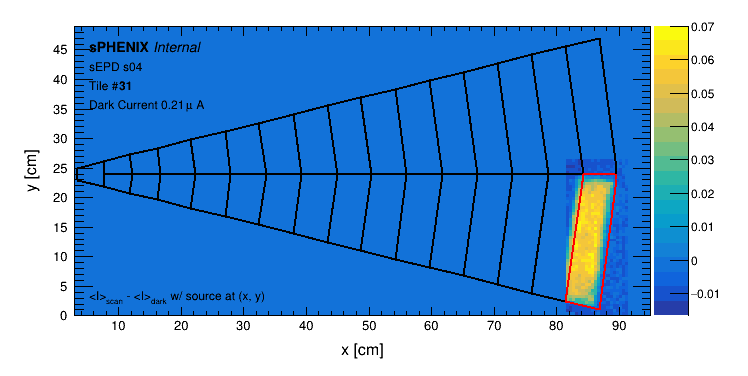 sPHENIX Internal
sEPD s04
Tile #31
Dark Current 0.21 μ A
<I>scan - <I>dark w/ source at (x, y)
y [cm]
45
40
35
30
25
20
15
10
5
0
10 20 30 40 50 60 70 80 90
x [cm]
0.07
0.06
0.05
0.04
0.03
0.02
0.01
0
−0.01